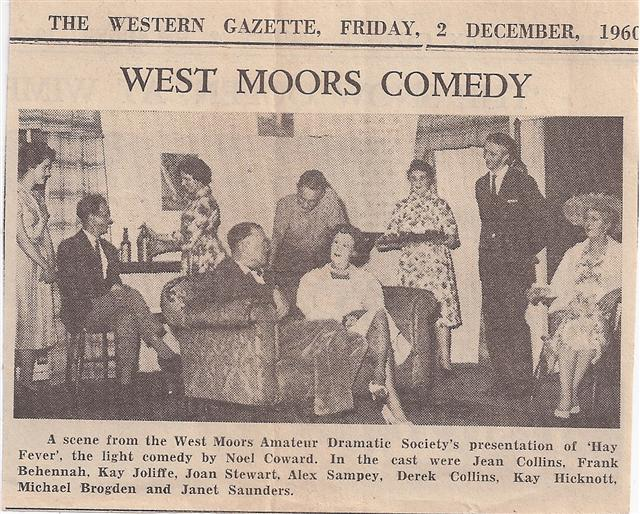 THE WESTERN GAZETTE, FRIDAY, 2 DECEMBER, 1960
WEST MOORS COMEDY
A scene from the West Moors Amateur Dramatic Society's presentation of 'Hay
Fever', the light comedy by Noel Coward. In the cast were Jean Collins, Frank
Behennah, Kay Joliffe, Joan Stewart, Alex Sampey, Derek Collins, Kay Hicknott,
Michael Brogden and Janet Saunders.